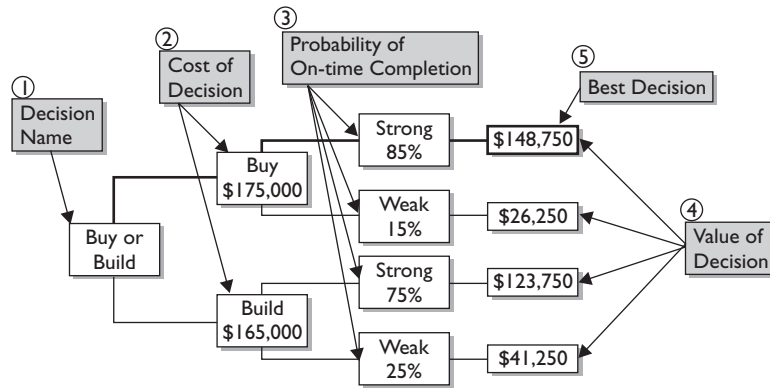 ①
Decision
Name
②
Cost of
Decision
③
Probability of
On-time Completion
⑤
Best Decision
Buy or
Build
Buy
$175,000
Strong
85%
$148,750
Weak
15%
$26,250
Build
$165,000
Strong
75%
$123,750
Weak
25%
$41,250
④
Value of
Decision